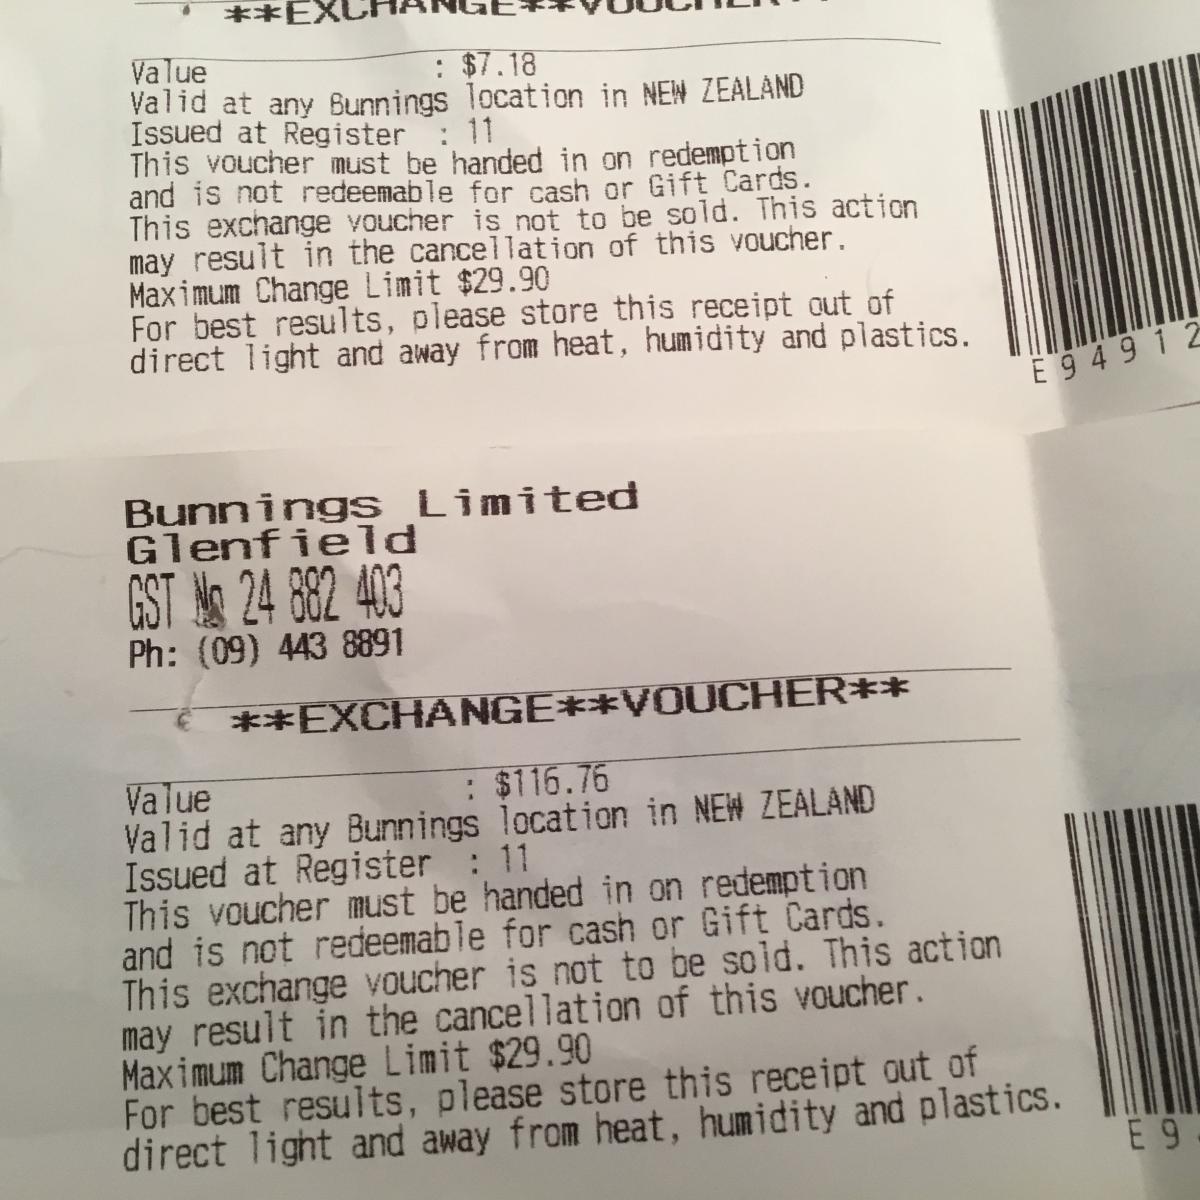 **EXCHANGE**VOUCHER**
Value : $7.18
Valid at any Bunnings location in NEW ZEALAND
Issued at Register : 11
This voucher must be handed in on redemption
and is not redeemable for cash or Gift Cards.
This exchange voucher is not to be sold. This action
may result in the cancellation of this voucher.
Maximum Change Limit $29.90
For best results, please store this receipt out of
direct light and away from heat, humidity and plastics.
E 9 4 9 1 2
Bunnings Limited
Glenfield
GST No 24 882 403
Ph: (09) 443 8891
**EXCHANGE**VOUCHER**
Value : $116.76
Valid at any Bunnings location in NEW ZEALAND
Issued at Register : 11
This voucher must be handed in on redemption
and is not redeemable for cash or Gift Cards.
This exchange voucher is not to be sold. This action
may result in the cancellation of this voucher.
Maximum Change Limit $29.90
For best results, please store this receipt out of
direct light and away from heat, humidity and plastics.
E 9